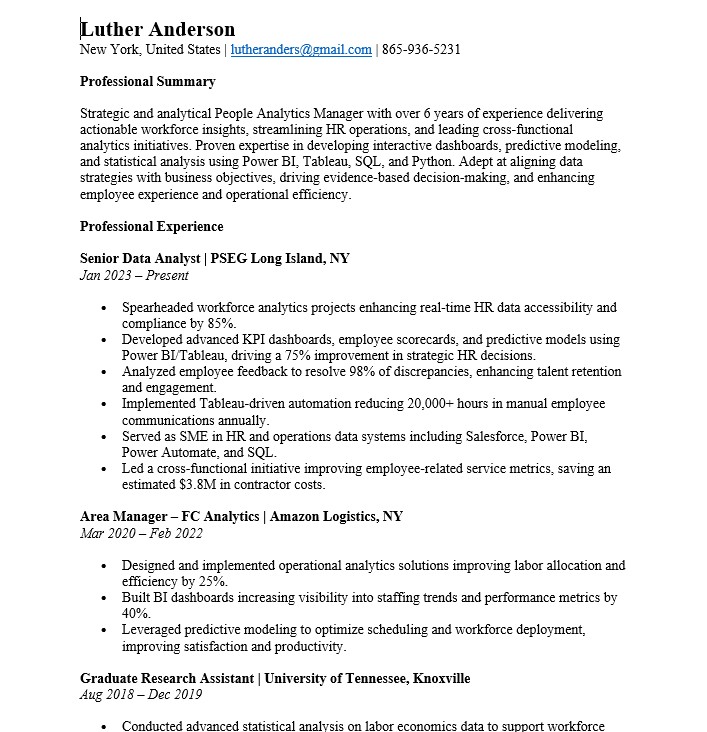 Luther Anderson
New York, United States | lutheranders@gmail.com | 865-936-5231
Professional Summary
Strategic and analytical People Analytics Manager with over 6 years of experience delivering
actionable workforce insights, streamlining HR operations, and leading cross-functional
analytics initiatives. Proven expertise in developing interactive dashboards, predictive modeling,
and statistical analysis using Power BI, Tableau, SQL, and Python. Adept at aligning data
strategies with business objectives, driving evidence-based decision-making, and enhancing
employee experience and operational efficiency.
Professional Experience
Senior Data Analyst | PSEG Long Island, NY
Jan 2023 – Present
• Spearheaded workforce analytics projects enhancing real-time HR data accessibility and
compliance by 85%.
• Developed advanced KPI dashboards, employee scorecards, and predictive models using
Power BI/Tableau, driving a 75% improvement in strategic HR decisions.
• Analyzed employee feedback to resolve 98% of discrepancies, enhancing talent retention
and engagement.
• Implemented Tableau-driven automation reducing 20,000+ hours in manual employee
communications annually.
• Served as SME in HR and operations data systems including Salesforce, Power BI,
Power Automate, and SQL.
• Led a cross-functional initiative improving employee-related service metrics, saving an
estimated $3.8M in contractor costs.
Area Manager – FC Analytics | Amazon Logistics, NY
Mar 2020 – Feb 2022
• Designed and implemented operational analytics solutions improving labor allocation and
efficiency by 25%.
• Built BI dashboards increasing visibility into staffing trends and performance metrics by
40%.
• Leveraged predictive modeling to optimize scheduling and workforce deployment,
improving satisfaction and productivity.
Graduate Research Assistant | University of Tennessee, Knoxville
Aug 2018 – Dec 2019
• Conducted advanced statistical analysis on labor economics data to support workforce